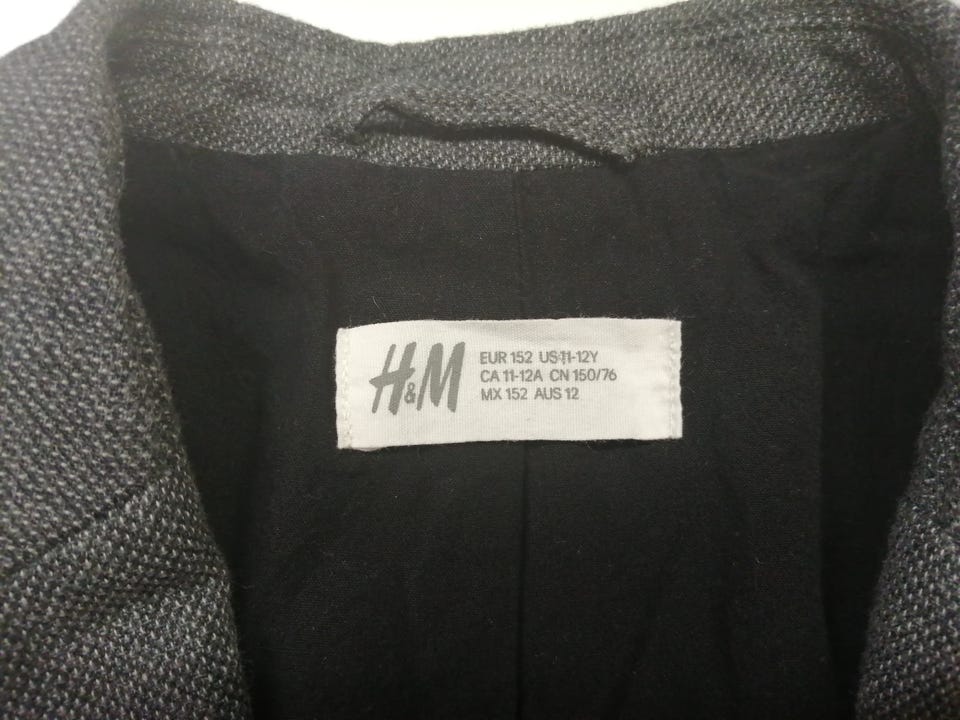 H&M
EUR 152 US 11-12Y
CA 11-12A CN 150/76
MX 152 AUS 12